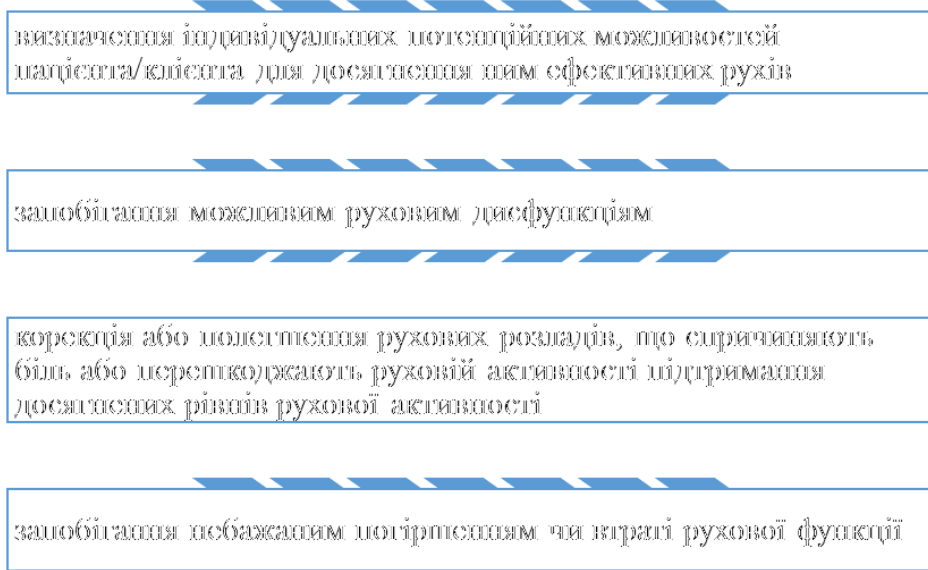 визначення індивідуальних потенційних можливостей
пацієнта/клієнта для досягнення ним ефективних рухів
запобігання можливим руховим дисфункціям
корекція або полегшення рухових розладів, що спричиняють
біль або перешкоджають руховій активності підтримання
досягнених рівнів рухової активності
запобігання небажаним погіршенням чи втраті рухової функції